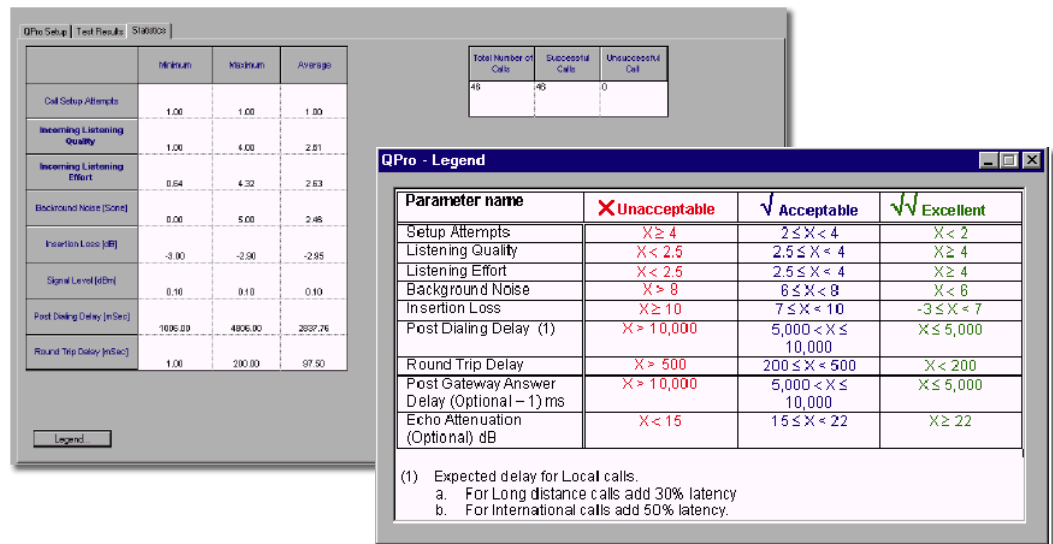 QPro Setup Test Results Statistics
Minimum Maximum Average
Call Setup Attempts 1.00 1.00 1.00
Incoming Listening Quality 1.00 4.00 2.81
Incoming Listening Effort 0.64 4.32 2.63
Backround Noise [Sone] 0.00 5.00 2.46
Insertion Loss [dB] -3.00 -2.90 -2.95
Signal Level [dBm] 0.10 0.10 0.10
Post Dialing Delay [mSec] 1006.00 4806.00 2837.76
Round Trip Delay [mSec] 1.00 200.00 97.50
Legend...
Total Number of Calls Successful Calls Unsuccessful Call
46 46 0
QPro - Legend
Parameter name Unacceptable √ Acceptable √√ Excellent
Setup Attempts X ≥ 4 2 ≤ X < 4 X < 2
Listening Quality X < 2.5 2.5 ≤ X < 4 X ≥ 4
Listening Effort X < 2.5 2.5 ≤ X < 4 X ≥ 4
Background Noise X > 8 6 ≤ X < 8 X < 6
Insertion Loss X ≥ 10 7 ≤ X < 10 -3 ≤ X < 7
Post Dialing Delay (1) X > 10,000 5,000 < X ≤ 10,000 X ≤ 5,000
Round Trip Delay X > 500 200 ≤ X < 500 X < 200
Post Gateway Answer Delay (Optional – 1) ms X > 10,000 5,000 < X ≤ 10,000 X ≤ 5,000
Echo Attenuation (Optional) dB X < 15 15 ≤ X < 22 X ≥ 22
(1) Expected delay for Local calls.
a. For Long distance calls add 30% latency
b. For International calls add 50% latency.